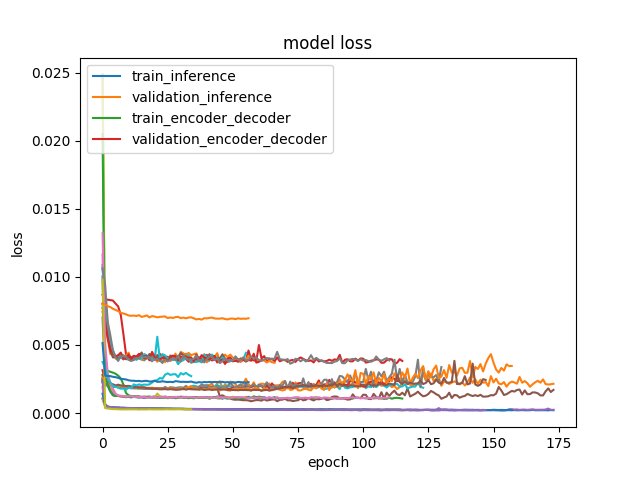 model loss
train_inference
validation_inference
train_encoder_decoder
validation_encoder_decoder
0.025
0.020
0.015
0.010
0.005
0.000
loss
0 25 50 75 100 125 150 175
epoch